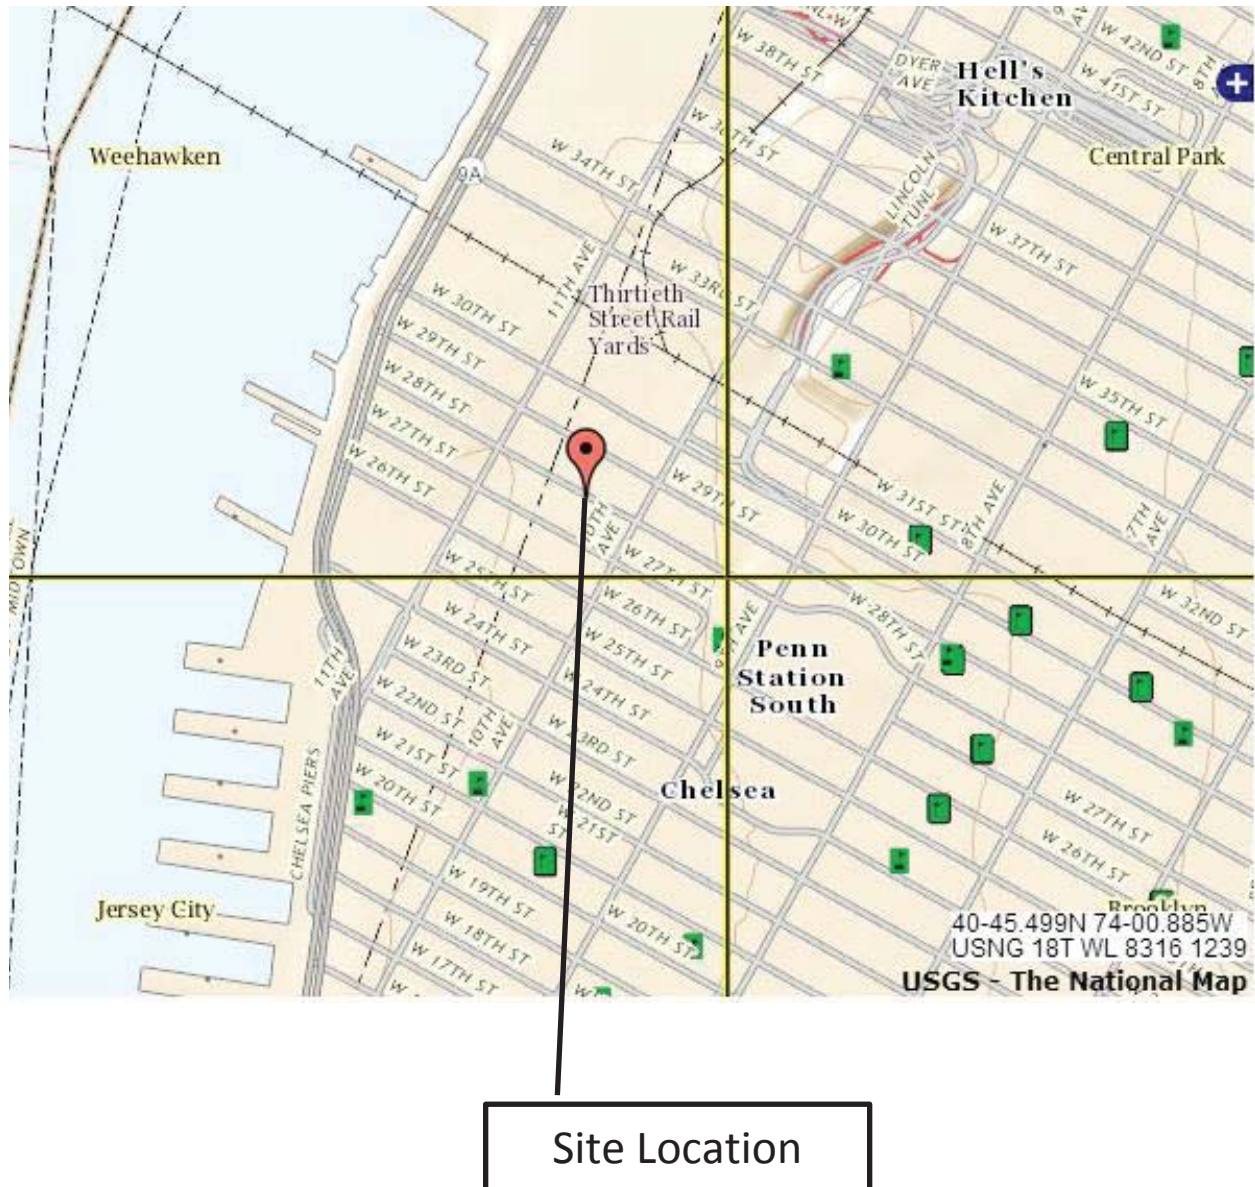 W 42ND ST
8TH
AVE
W 38TH ST
DYER
AVE
Hell's
Kitchen
W 41ST ST
W 36TH ST
Weehawken
W 34TH ST
Central Park
9A
LINCOLN
TUNL
W 37TH ST
11TH AVE
W 33RD ST
W 30TH ST
Thirtieth
Street Rail
Yards
W 29TH ST
W 28TH ST
W 35TH ST
W 27TH ST
W 26TH ST
W 29TH ST
W 31ST ST
8TH AVE
7TH
AVE
10TH
AVE
W 30TH ST
W 27TH ST
W 25TH ST
W 26TH ST
W 28TH ST
W 32ND ST
W 24TH ST
W 25TH ST
Penn
Station
South
11TH
AVE
W 23RD ST
W 24TH ST
W 22ND ST
10TH
AVE
W 23RD ST
W 21ST ST
Chelsea
W 20TH ST
W 22ND ST
W 21ST
ST
CHELSEA PIERS
W 27TH ST
W 26TH ST
W 19TH ST
Jersey City
W 20TH ST
W 18TH ST
W 17TH ST
Brooklyn
40-45.499N 74-00.885W
USNG 18T WL 8316 1239
USGS - The National Map
Site Location